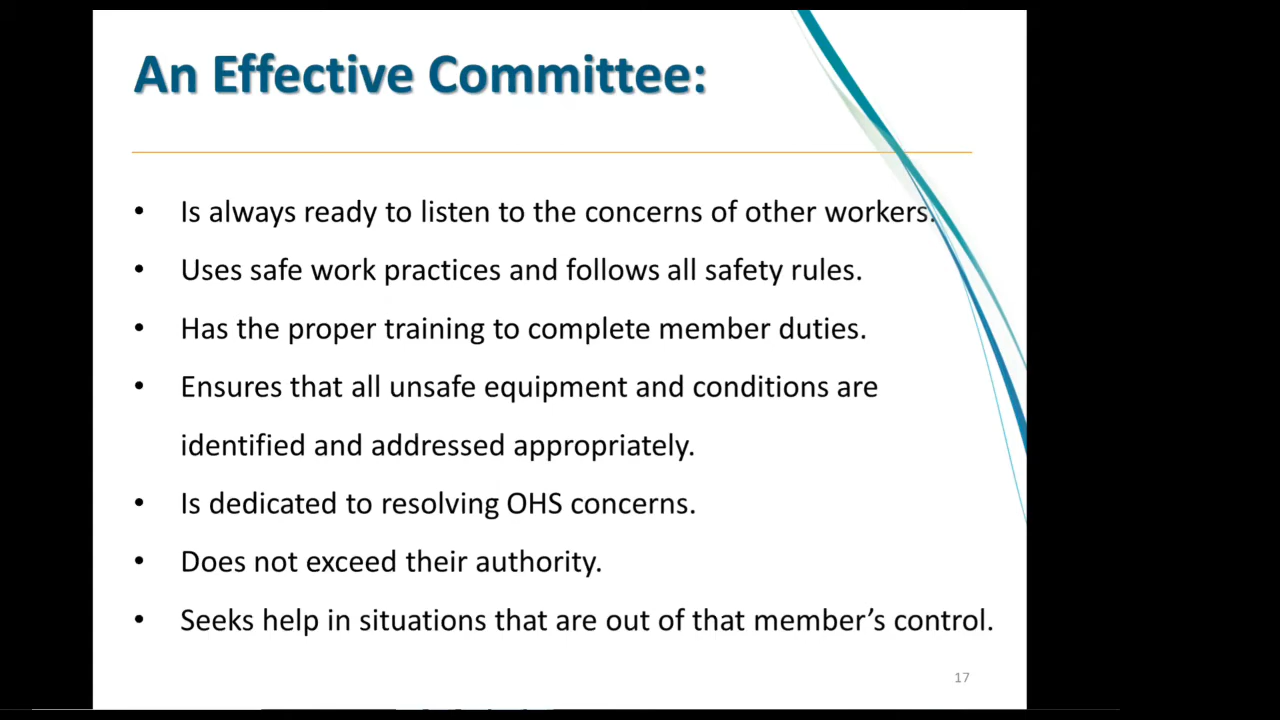 An Effective Committee:
• Is always ready to listen to the concerns of other workers.
• Uses safe work practices and follows all safety rules.
• Has the proper training to complete member duties.
• Ensures that all unsafe equipment and conditions are
identified and addressed appropriately.
• Is dedicated to resolving OHS concerns.
• Does not exceed their authority.
• Seeks help in situations that are out of that member’s control.
17